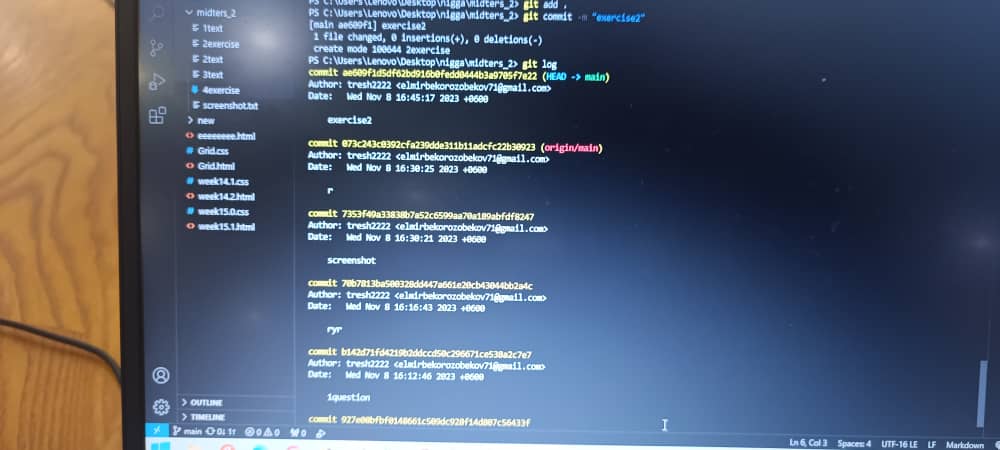 midters_2
1text
2exercise
2text
3text
4exercise
screenshot.txt
new
eeeeeeee.html
Grid.css
Grid.html
week14.1.css
week14.2.html
week15.0.css
week15.1.html
OUTLINE
TIMELINE
PS C:\Users\Lenovo\Desktop\nigga\midters_2> git add .
PS C:\Users\Lenovo\Desktop\nigga\midters_2> git commit -m "exercise2"
[main ae609f1] exercise2
1 file changed, 0 insertions(+), 0 deletions(-)
create mode 100644 2exercise
PS C:\Users\Lenovo\Desktop\nigga\midters_2> git log
commit ae609f1d5df62bd916b0fedd0444b3a9705f7e22 (HEAD -> main)
Author: tresh2222 <elmirbekorozobekov71@gmail.com>
Date: Wed Nov 8 16:45:17 2023 +0600
exercise2
commit 073c243c0392cfa239dde311b11adcfc22b30923 (origin/main)
Author: tresh2222 <elmirbekorozobekov71@gmail.com>
Date: Wed Nov 8 16:30:25 2023 +0600
r
commit 7353f49a33838b7a52c6599aa70a189abfdf8247
Author: tresh2222 <elmirbekorozobekov71@gmail.com>
Date: Wed Nov 8 16:30:21 2023 +0600
screenshot
commit 70b7813ba500328dd447a661e20cb43044bb2a4c
Author: tresh2222 <elmirbekorozobekov71@gmail.com>
Date: Wed Nov 8 16:16:43 2023 +0600
ryr
commit b142d71fd4219b2ddccd50c296671ce538a2c7e7
Author: tresh2222 <elmirbekorozobekov71@gmail.com>
Date: Wed Nov 8 16:12:46 2023 +0600
1question
commit 927e00bfbf0148661c509dc928f14d807c56433f
main 0↓ 1↑ 0 0 0
Ln 6, Col 3 Spaces: 4 UTF-16 LE LF Markdown